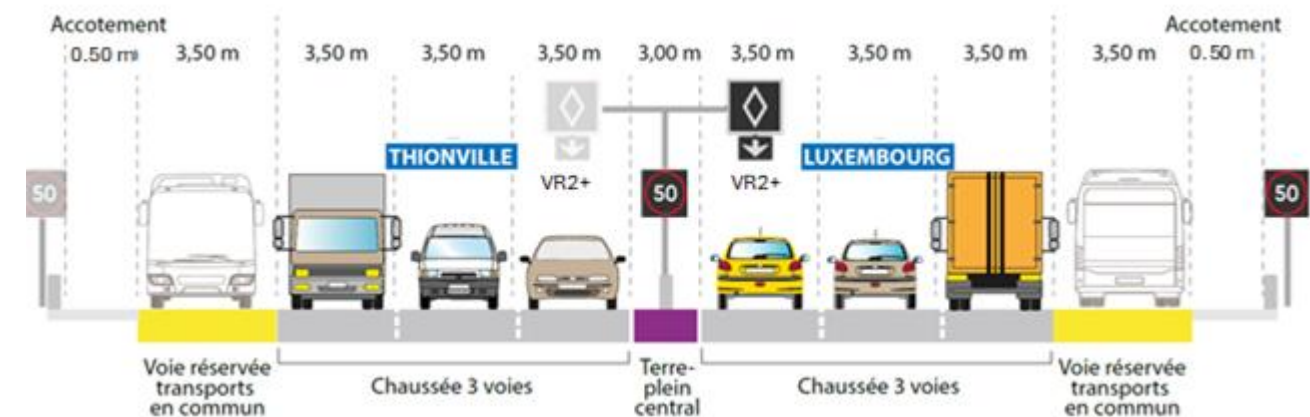 Accotement
Accotement
0.50 m 3,50 m 3,50 m 3,50 m 3,50 m 3,00 m 3,50 m 3,50 m 3,50 m 3,50 m 0.50 m
THIONVILLE
LUXEMBOURG
VR2+
VR2+
50
50
50
Voie réservée
transports
en commun
Chaussée 3 voies
Terre-
plein
central
Chaussée 3 voies
Voie réservée
transports
en commun